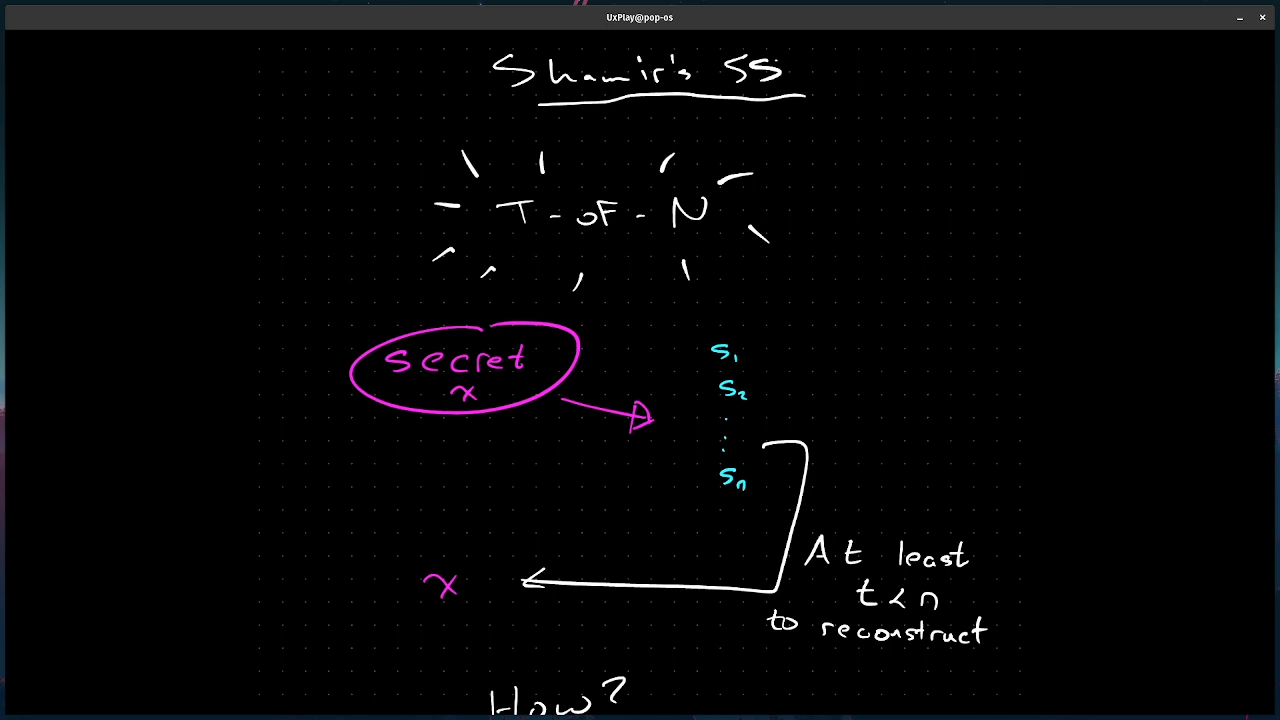 UxPlay@pop-os
Shamir's SS
T-oF-N
secret
x
s₁
s₂
sₙ
At least
t < n
to reconstruct
x
How?